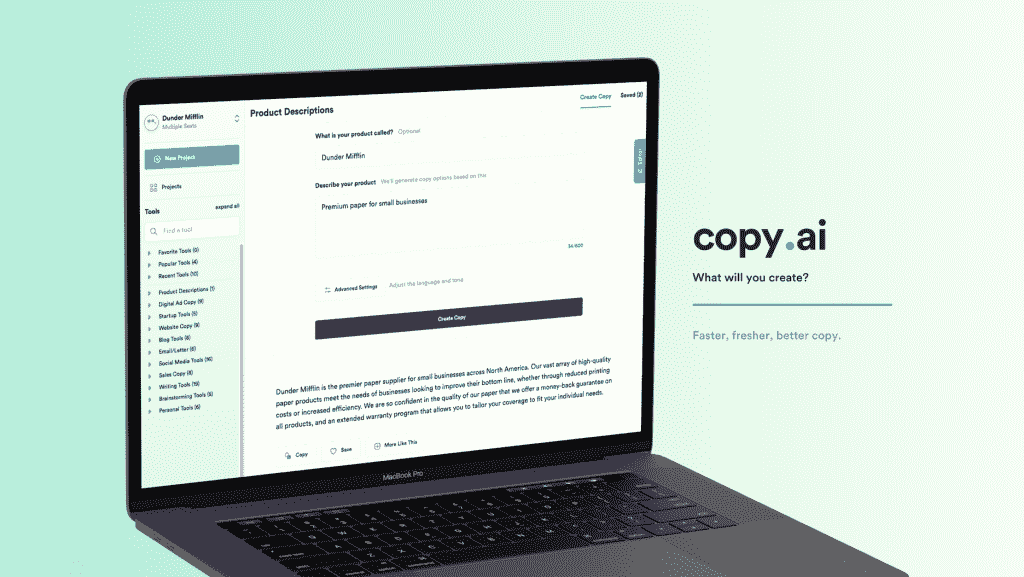 Dunder Mifflin
Multiple Seats
New Project
Projects
Tools
expand all
Find a tool
Favorite Tools (0)
Popular Tools (4)
Recent Tools (10)
Product Descriptions (1)
Digital Ad Copy (9)
Startup Tools (5)
Website Copy (9)
Blog Tools (6)
Email/Letter (6)
Social Media Tools (16)
Sales Copy (8)
Writing Tools (19)
Brainstorming Tools (8)
Personal Tools (6)
Product Descriptions
Create Copy
Saved (2)
What is your product called? Optional
Dunder Mifflin
Describe your product We'll generate copy options based on this
Premium paper for small businesses
Editor
Advanced Settings Adjust the language and tone
Create Copy
Dunder Mifflin is the premier paper supplier for small businesses across North America. Our vast array of high-quality
paper products meet the needs of businesses looking to improve their bottom line, whether through reduced printing
costs or increased efficiency. We are so confident in the quality of our paper that we offer a money-back guarantee on
all products, and an extended warranty program that allows you to tailor your coverage to fit your individual needs.
Copy
Save
More Like This
MacBook Pro
copy.ai
What will you create?
Faster, fresher, better copy.